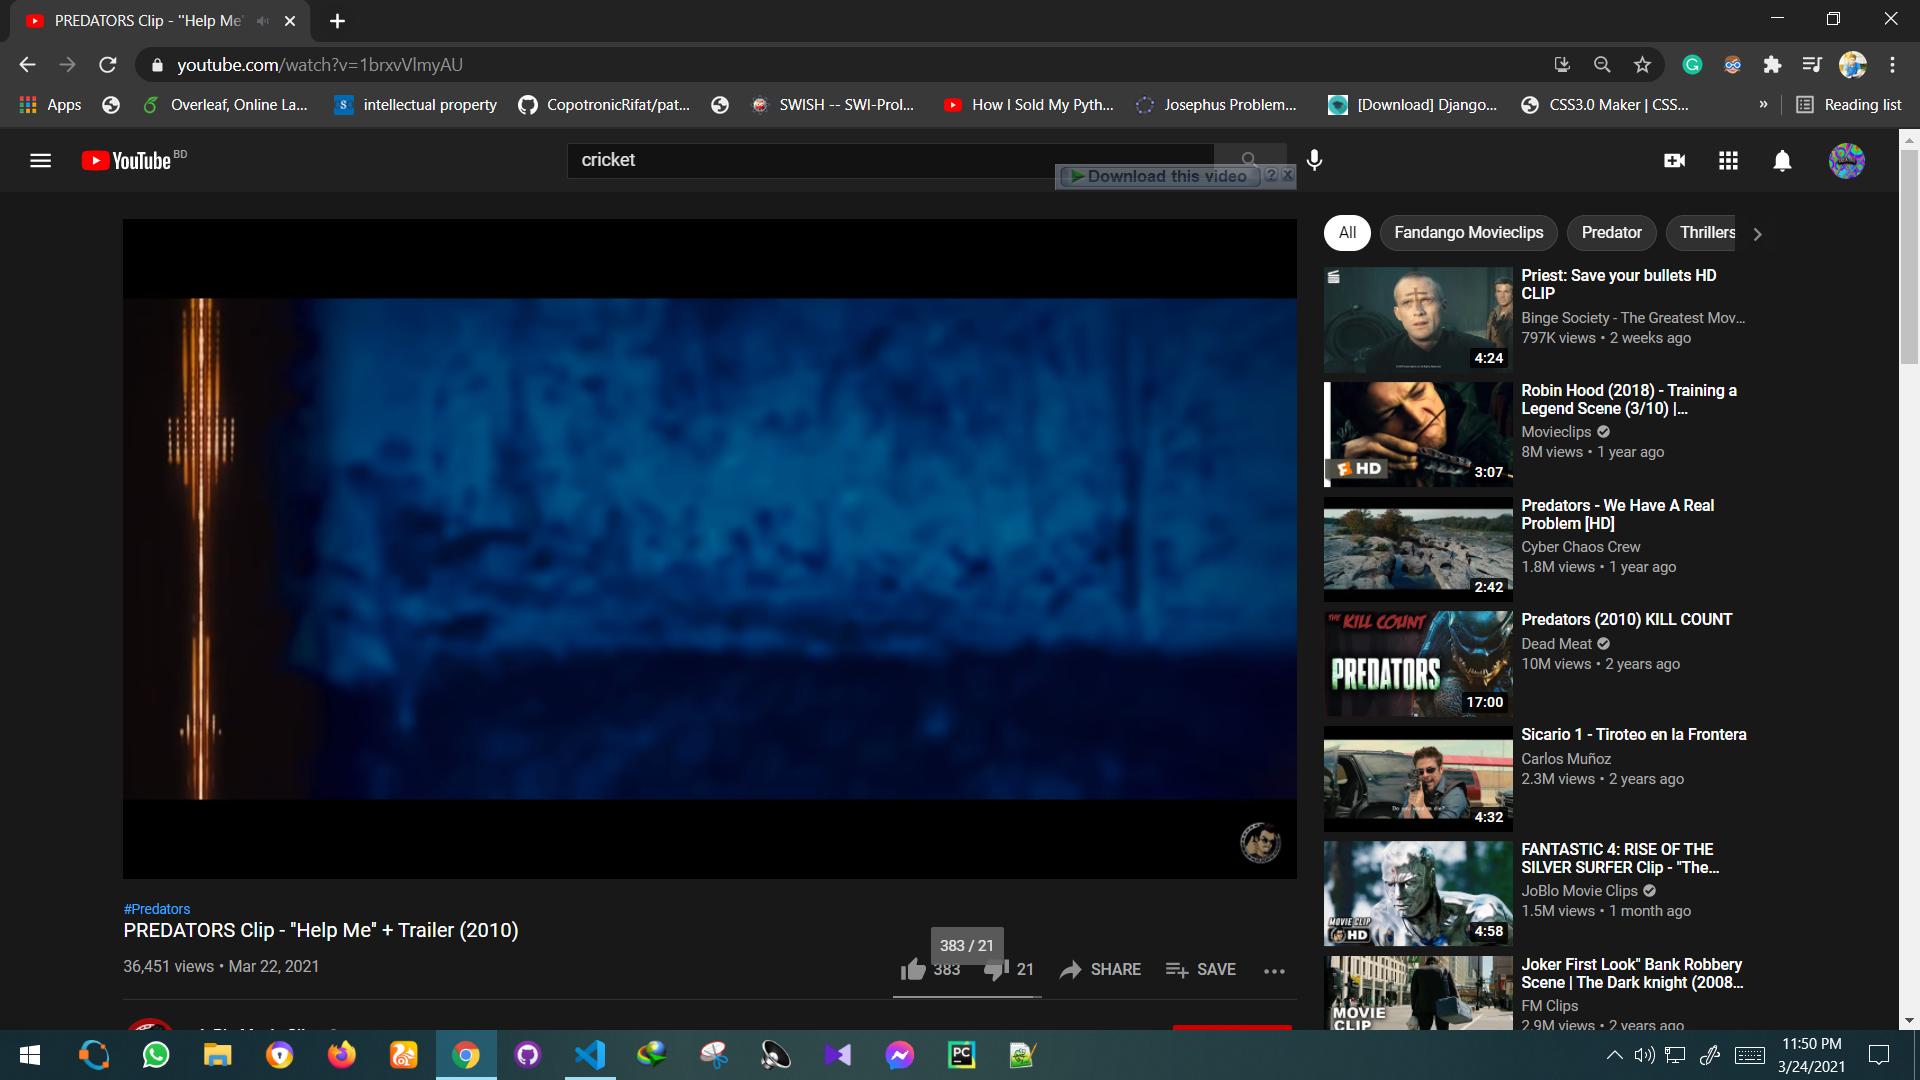 PREDATORS Clip - "Help Me"
youtube.com/watch?v=1brxvVlmyAU
Apps
Overleaf, Online La...
intellectual property
CopotronicRifat/pat...
SWISH -- SWI-Prol...
How I Sold My Pyth...
Josephus Problem...
[Download] Django...
CSS3.0 Maker | CSS...
»
Reading list
YouTube BD
cricket
Download this video ? X
All
Fandango Movieclips
Predator
Thrillers
Priest: Save your bullets HD
CLIP
Binge Society - The Greatest Mov...
797K views • 2 weeks ago
4:24
Robin Hood (2018) - Training a
Legend Scene (3/10) |...
Movieclips
8M views • 1 year ago
HD
3:07
Predators - We Have A Real
Problem [HD]
Cyber Chaos Crew
1.8M views • 1 year ago
2:42
THE KILL COUNT
PREDATORS
17:00
Predators (2010) KILL COUNT
Dead Meat
10M views • 2 years ago
Sicario 1 - Tiroteo en la Frontera
Carlos Muñoz
2.3M views • 2 years ago
4:32
FANTASTIC 4: RISE OF THE
SILVER SURFER Clip - "The...
JoBlo Movie Clips
1.5M views • 1 month ago
MOVIE CLIP
HD
4:58
Joker First Look" Bank Robbery
Scene | The Dark knight (2008...
FM Clips
2.9M views • 2 years ago
MOVIE
CLIP
#Predators
PREDATORS Clip - "Help Me" + Trailer (2010)
36,451 views • Mar 22, 2021
383 / 21
383
21
SHARE
SAVE
11:50 PM
3/24/2021